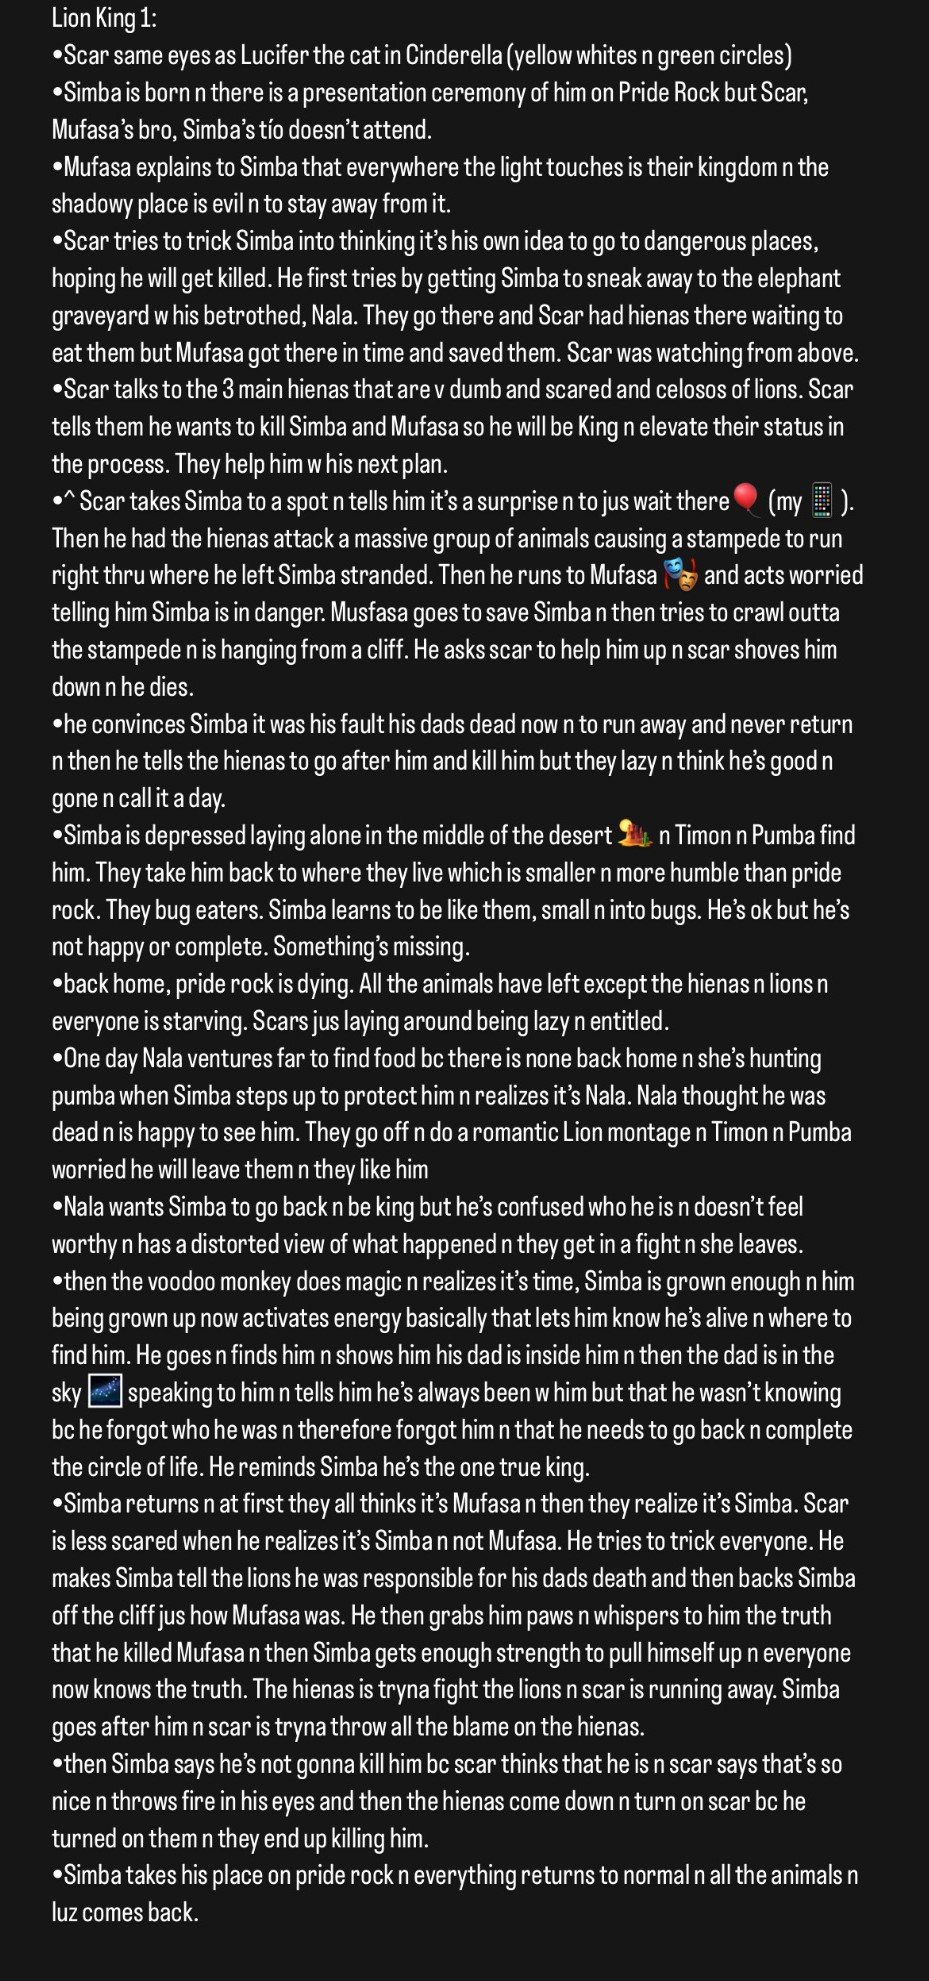 Lion King 1:
•Scar same eyes as Lucifer the cat in Cinderella (yellow whites n green circles)
•Simba is born n there is a presentation ceremony of him on Pride Rock but Scar,
Mufasa's bro, Simba's tío doesn't attend.
•Mufasa explains to Simba that everywhere the light touches is their kingdom n the
shadowy place is evil n to stay away from it.
•Scar tries to trick Simba into thinking it's his own idea to go to dangerous places,
hoping he will get killed. He first tries by getting Simba to sneak away to the elephant
graveyard w his betrothed, Nala. They go there and Scar had hienas there waiting to
eat them but Mufasa got there in time and saved them. Scar was watching from above.
•Scar talks to the 3 main hienas that are v dumb and scared and celosos of lions. Scar
tells them he wants to kill Simba and Mufasa so he will be King n elevate their status in
the process. They help him w his next plan.
•^ Scar takes Simba to a spot n tells him it's a surprise n to jus wait there🎈 (my 📱 ).
Then he had the hienas attack a massive group of animals causing a stampede to run
right thru where he left Simba stranded. Then he runs to Mufasa 🎭 and acts worried
telling him Simba is in danger. Musfasa goes to save Simba n then tries to crawl outta
the stampede n is hanging from a cliff. He asks scar to help him up n scar shoves him
down n he dies.
•he convinces Simba it was his fault his dads dead now n to run away and never return
n then he tells the hienas to go after him and kill him but they lazy n think he's good n
gone n call it a day.
•Simba is depressed laying alone in the middle of the desert 🏜️ n Timon n Pumba find
him. They take him back to where they live which is smaller n more humble than pride
rock. They bug eaters. Simba learns to be like them, small n into bugs. He's ok but he's
not happy or complete. Something's missing.
•back home, pride rock is dying. All the animals have left except the hienas n lions n
everyone is starving. Scars jus laying around being lazy n entitled.
•One day Nala ventures far to find food bc there is none back home n she's hunting
pumba when Simba steps up to protect him n realizes it's Nala. Nala thought he was
dead n is happy to see him. They go off n do a romantic Lion montage n Timon n Pumba
worried he will leave them n they like him
•Nala wants Simba to go back n be king but he's confused who he is n doesn't feel
worthy n has a distorted view of what happened n they get in a fight n she leaves.
•then the voodoo monkey does magic n realizes it's time, Simba is grown enough n him
being grown up now activates energy basically that lets him know he's alive n where to
find him. He goes n finds him n shows him his dad is inside him n then the dad is in the
sky 🌌 speaking to him n tells him he's always been w him but that he wasn't knowing
bc he forgot who he was n therefore forgot him n that he needs to go back n complete
the circle of life. He reminds Simba he's the one true king.
•Simba returns n at first they all thinks it's Mufasa n then they realize it's Simba. Scar
is less scared when he realizes it's Simba n not Mufasa. He tries to trick everyone. He
makes Simba tell the lions he was responsible for his dads death and then backs Simba
off the cliff jus how Mufasa was. He then grabs him paws n whispers to him the truth
that he killed Mufasa n then Simba gets enough strength to pull himself up n everyone
now knows the truth. The hienas is tryna fight the lions n scar is running away. Simba
goes after him n scar is tryna throw all the blame on the hienas.
•then Simba says he's not gonna kill him bc scar thinks that he is n scar says that's so
nice n throws fire in his eyes and then the hienas come down n turn on scar bc he
turned on them n they end up killing him.
•Simba takes his place on pride rock n everything returns to normal n all the animals n
luz comes back.